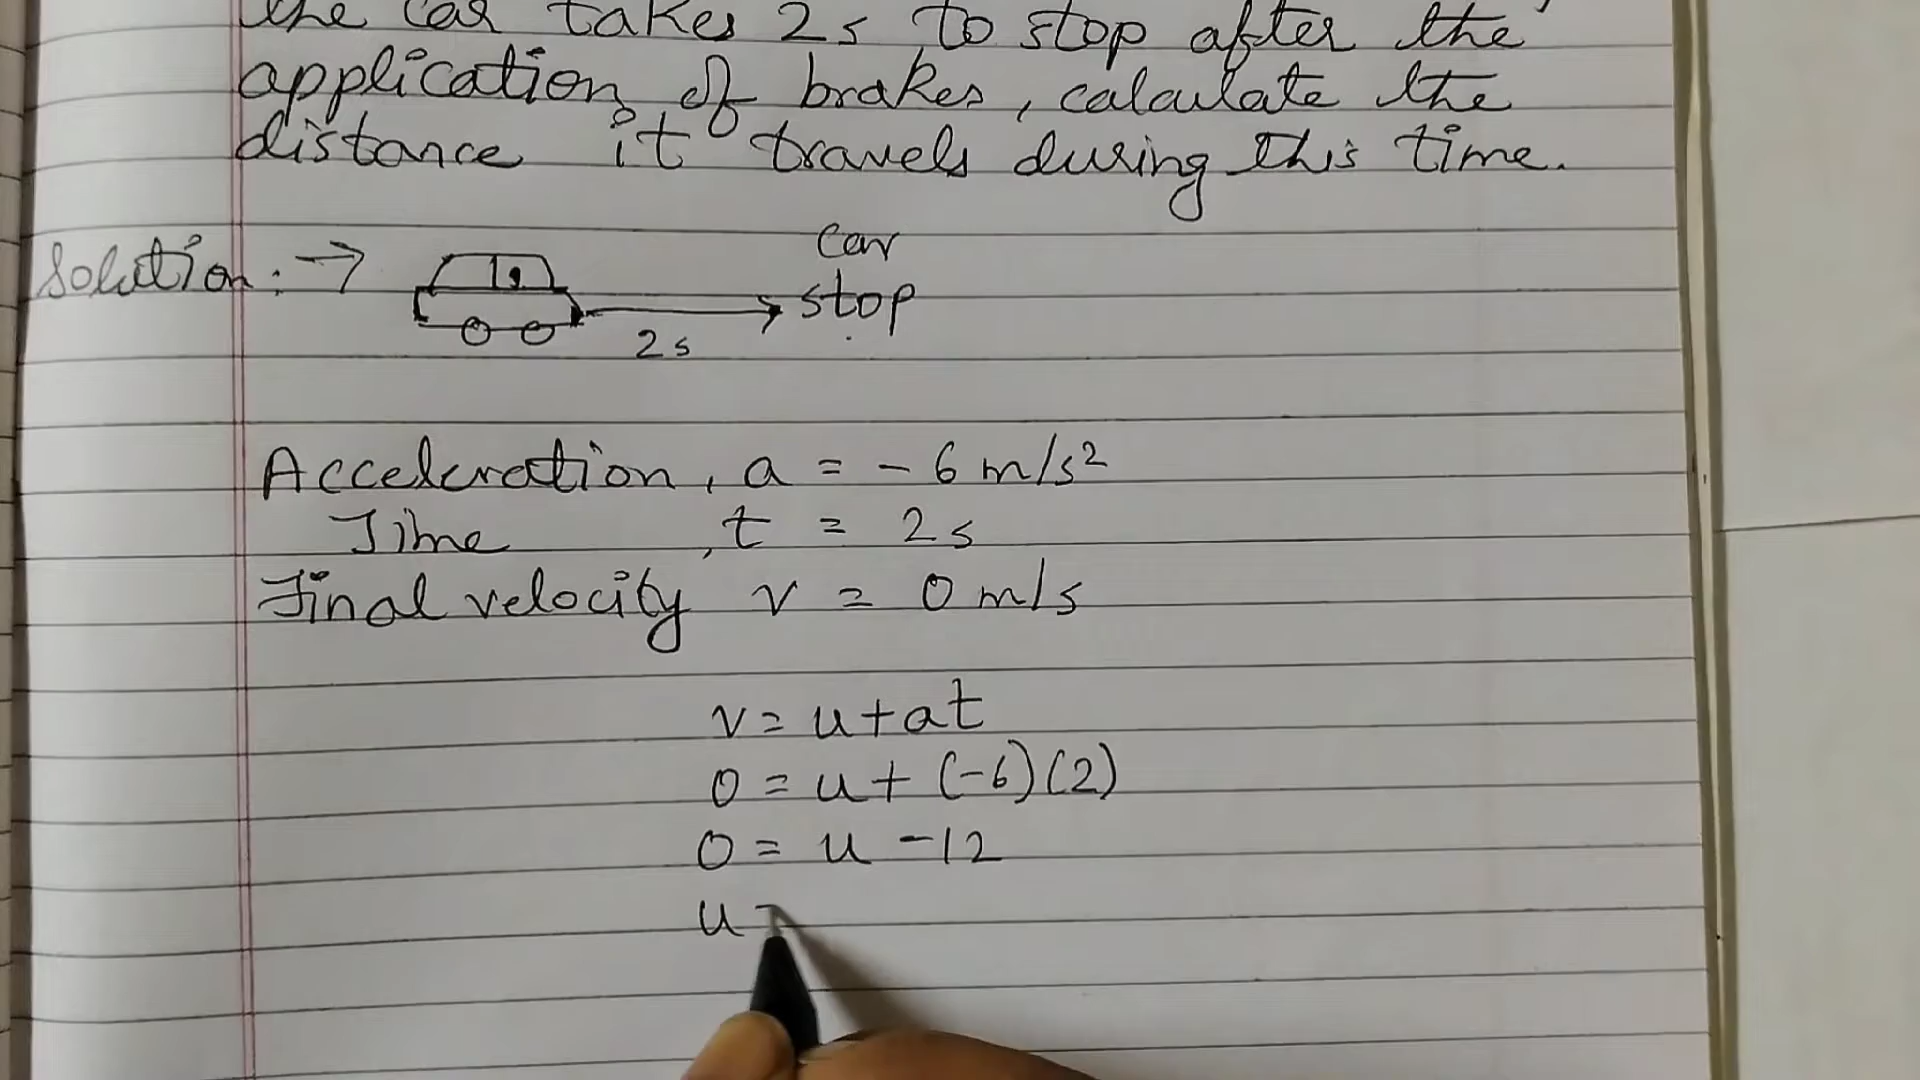 the car takes 2s to stop after the
application of brakes, calculate the
distance it travels during this time.
Solution :→
Car
stop
2s
Acceleration, a = - 6 m/s²
Time , t = 2s
Final velocity v = 0 m/s
v = u + at
0 = u + (-6)(2)
0 = u - 12
u -